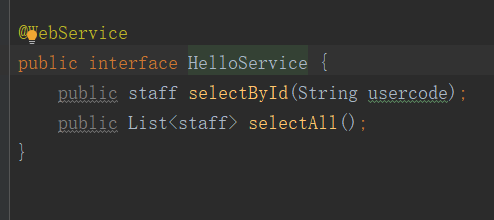 @WebService
public interface HelloService {
public staff selectById(String usercode);
public List<staff> selectAll();
}